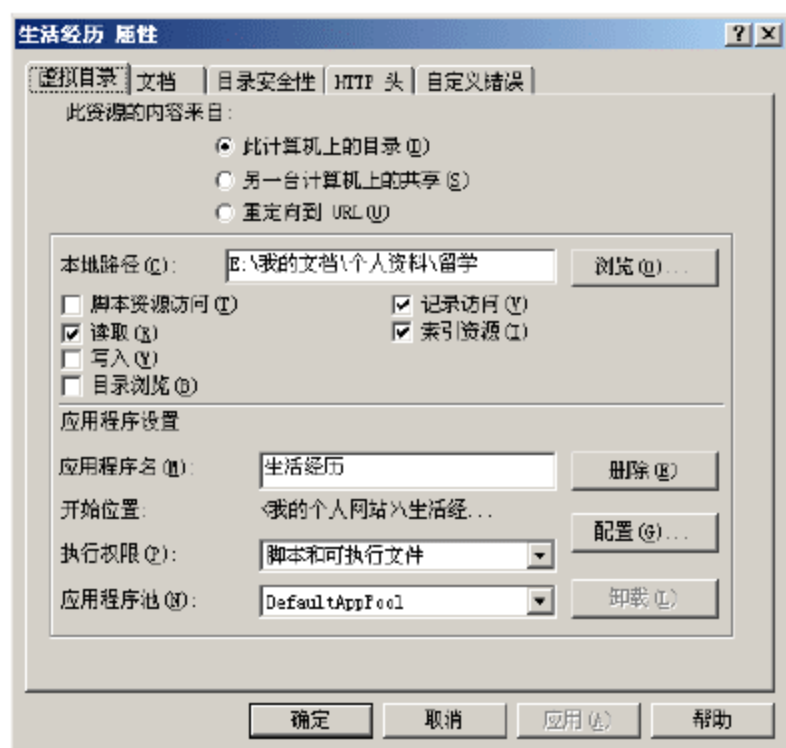 生活经历 属性
虚拟目录 文档 目录安全性 HTTP 头 自定义错误
此资源的内容来自:
此计算机上的目录(D)
另一台计算机上的共享(S)
重定向到 URL(U)
本地路径(C): E:\我的文档\个人资料\留学 浏览(O)...
脚本资源访问(T) 记录访问(V)
读取(R) 索引资源(I)
写入(W)
目录浏览(B)
应用程序设置
应用程序名(M): 生活经历 删除(E)
开始位置: <我的个人网站>\生活经...
配置(G)...
执行权限(P): 脚本和可执行文件
应用程序池(N): DefaultAppPool 卸载(L)
确定 取消 应用(A) 帮助